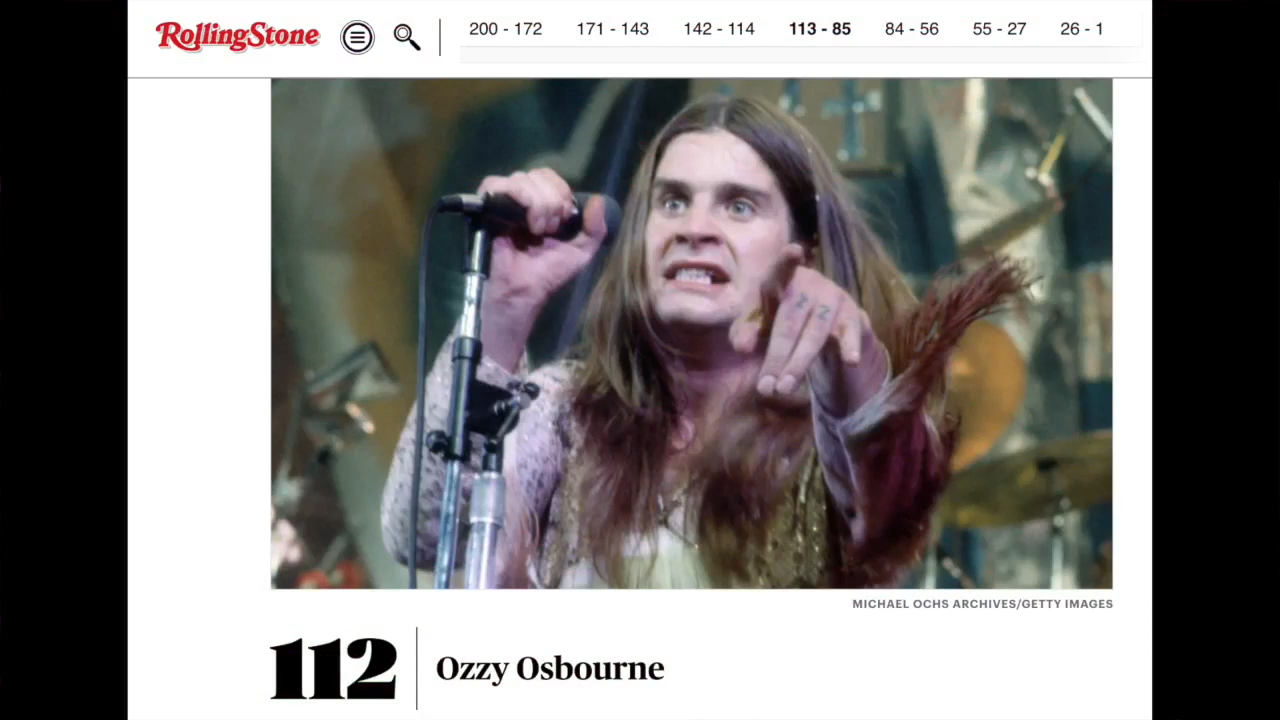 RollingStone
200 - 172 171 - 143 142 - 114 113 - 85 84 - 56 55 - 27 26 - 1
MICHAEL OCHS ARCHIVES/GETTY IMAGES
112 Ozzy Osbourne